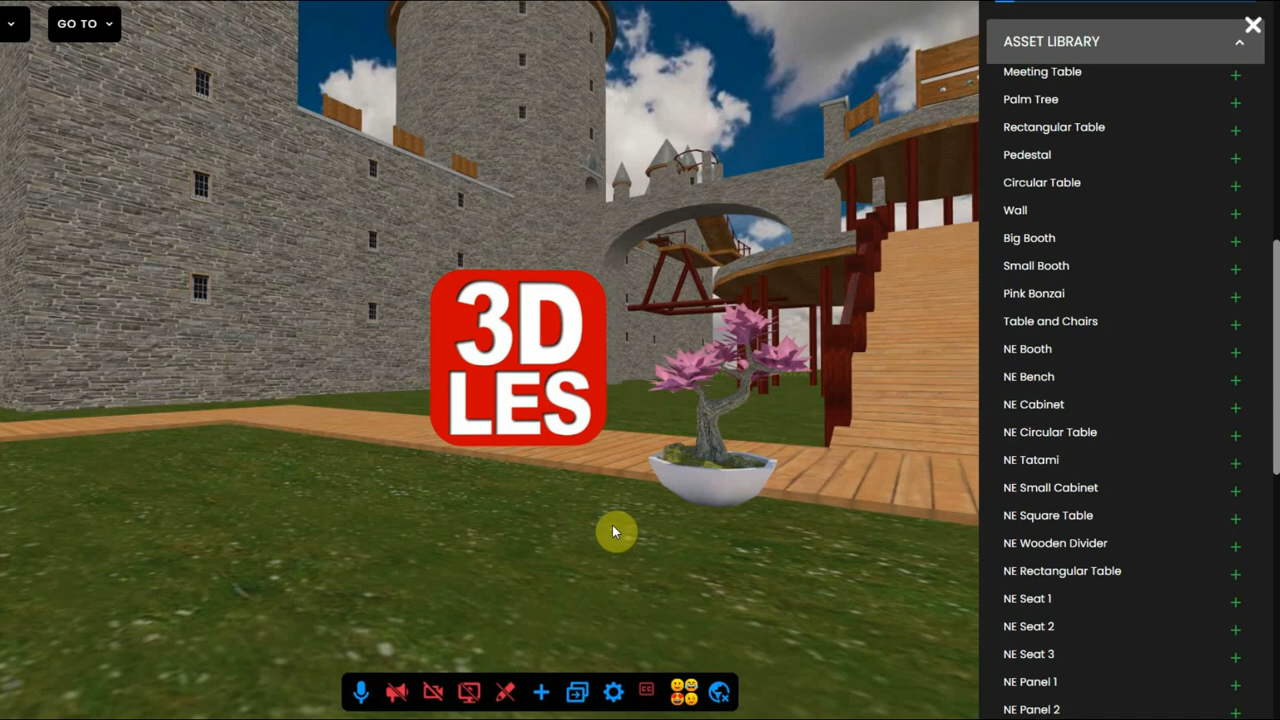 GO TO
ASSET LIBRARY
Meeting Table
Palm Tree
Rectangular Table
Pedestal
Circular Table
Wall
Big Booth
Small Booth
Pink Bonzai
Table and Chairs
NE Booth
NE Bench
NE Cabinet
NE Circular Table
NE Tatami
NE Small Cabinet
NE Square Table
NE Wooden Divider
NE Rectangular Table
NE Seat 1
NE Seat 2
NE Seat 3
NE Panel 1
NE Panel 2
3D
LES
CC